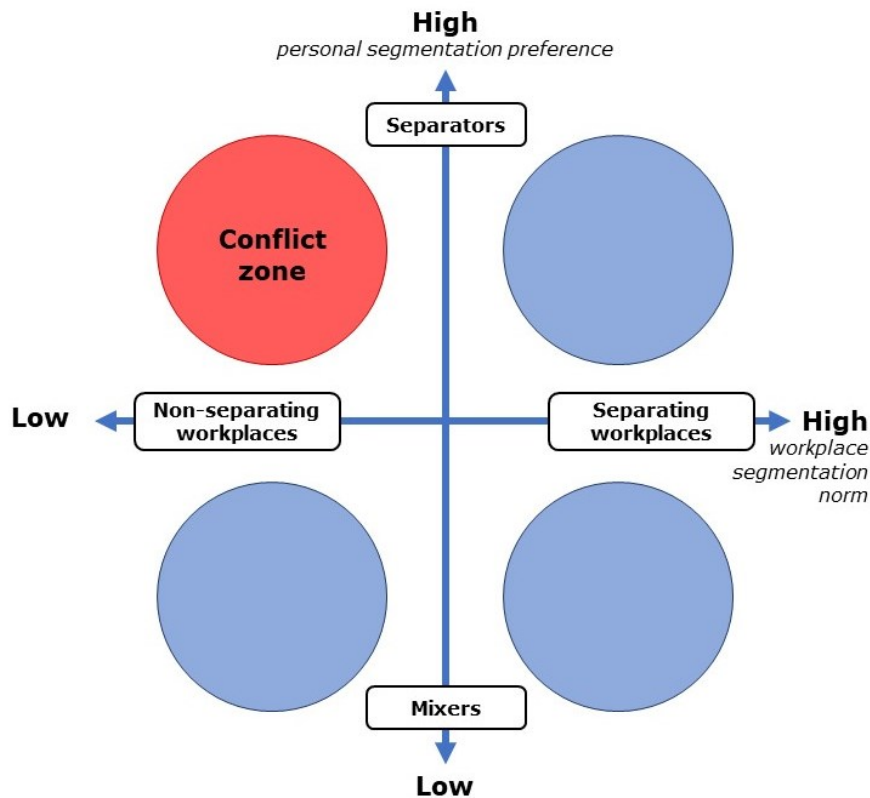 High
personal segmentation preference
Separators
Conflict
zone
Low
Non-separating
workplaces
Separating
workplaces
High
workplace
segmentation
norm
Mixers
Low